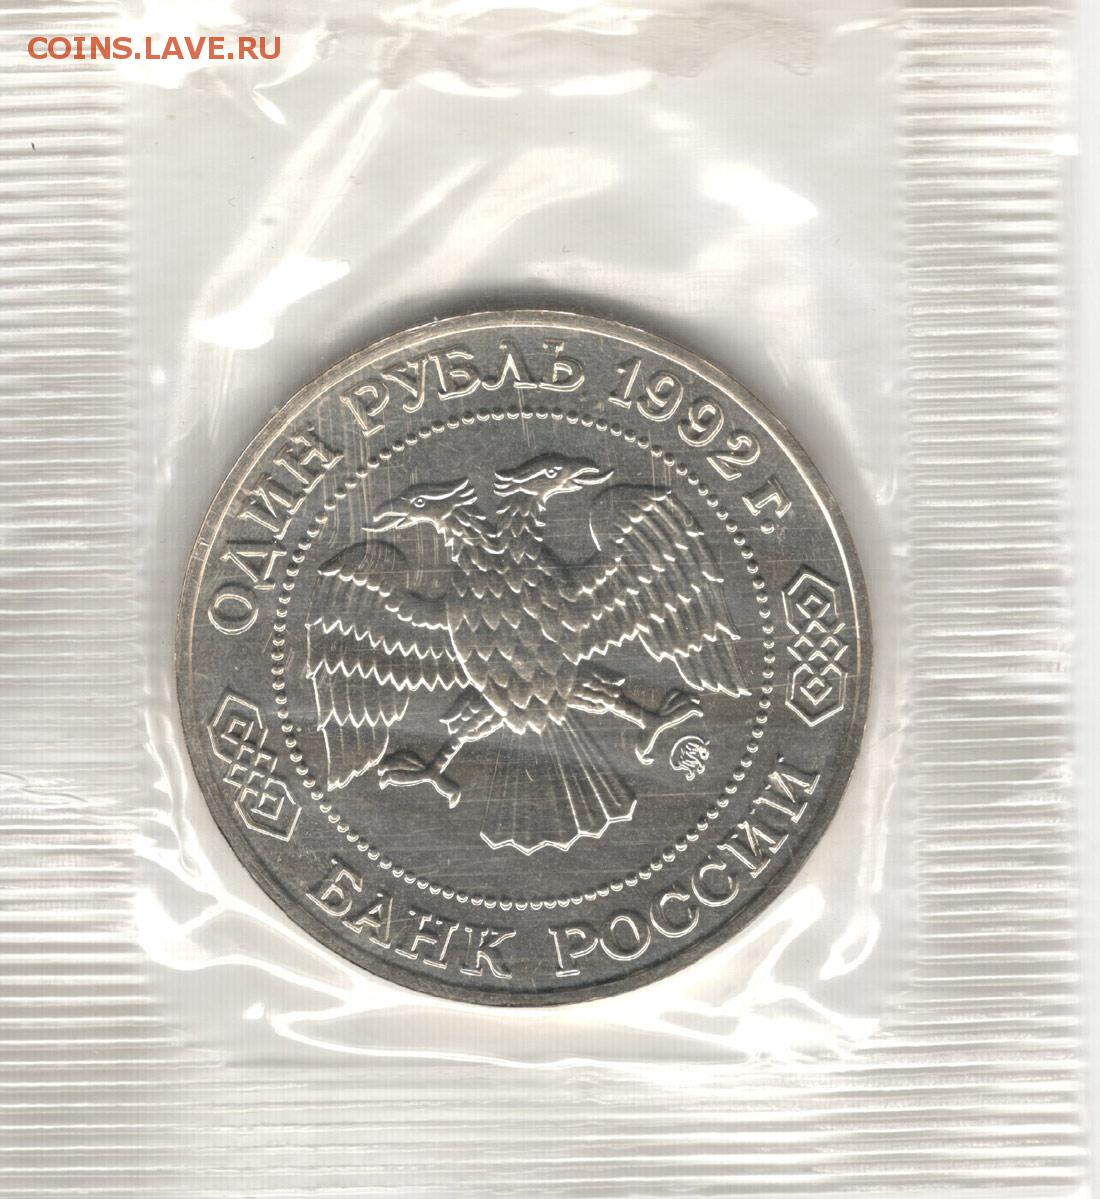 COINS.LAVE.RU
ОДИН РУБЛЬ 1992 г.
БАНК РОССИИ